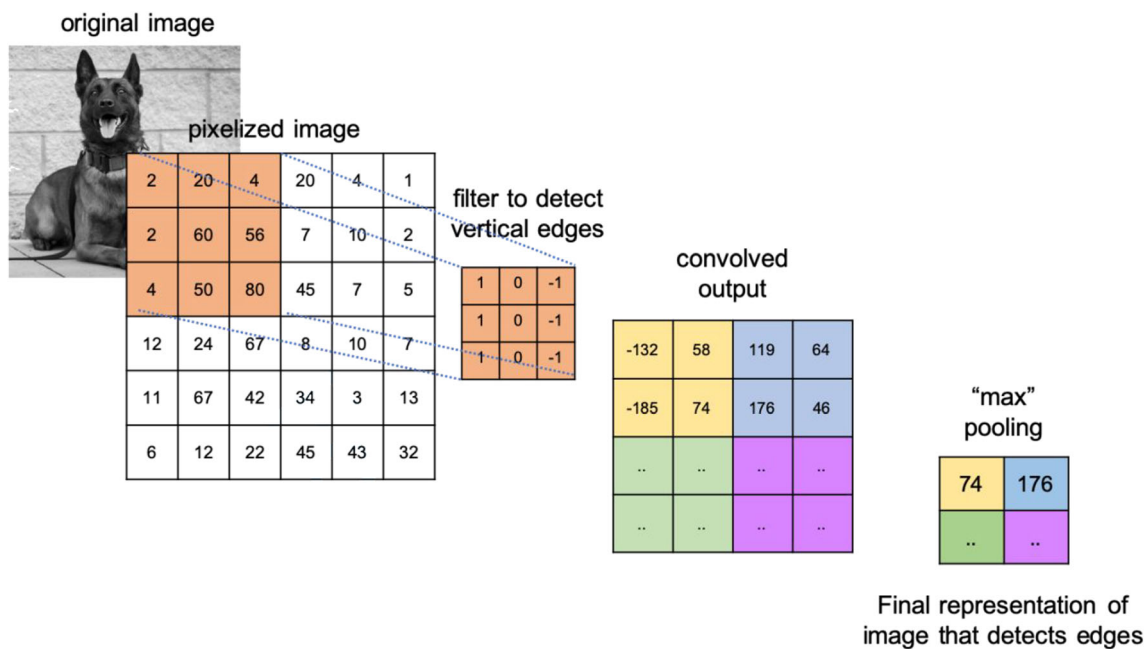 original image
pixelized image
2 20 4 20 4 1
2 60 56 7 10 2
4 50 80 45 7 5
12 24 67 8 10 7
11 67 42 34 3 13
6 12 22 45 43 32
filter to detect
vertical edges
1 0 -1
1 0 -1
1 0 -1
convolved
output
-132 58 119 64
-185 74 176 46
.. .. .. ..
.. .. .. ..
“max”
pooling
74 176
.. ..
Final representation of
image that detects edges